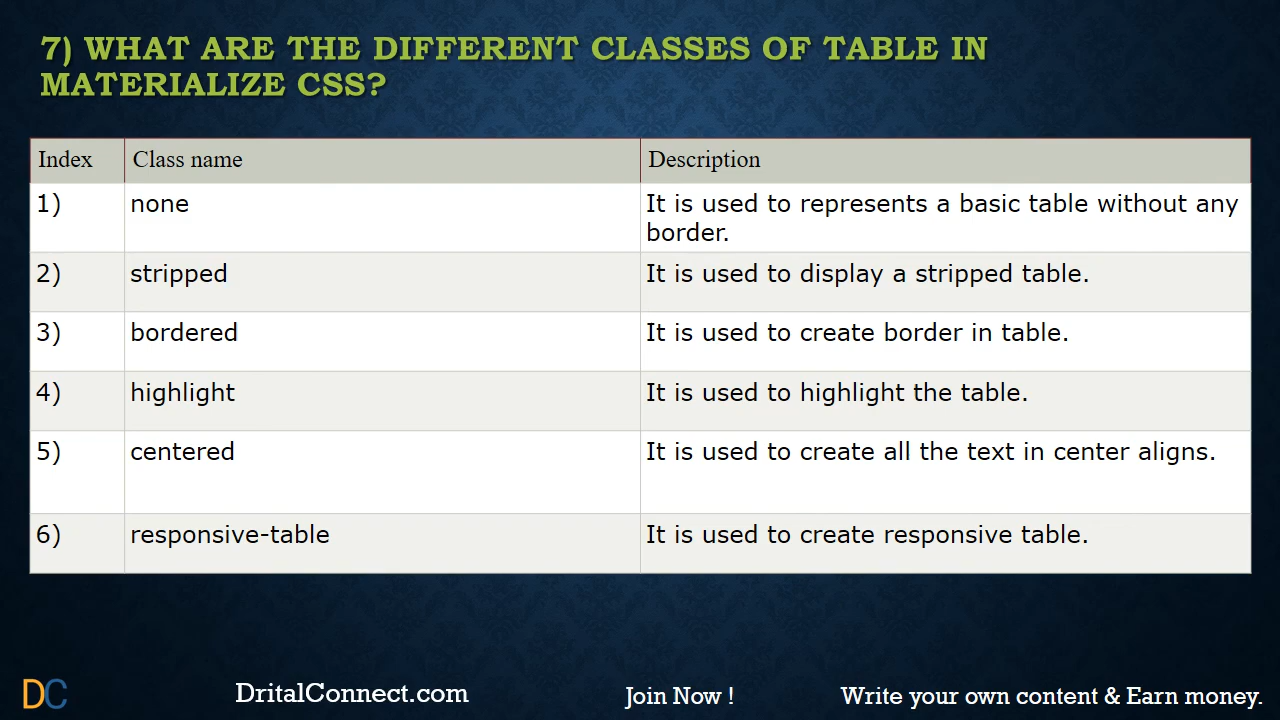 7) WHAT ARE THE DIFFERENT CLASSES OF TABLE IN
MATERIALIZE CSS?
Index Class name Description
1) none It is used to represents a basic table without any
border.
2) stripped It is used to display a stripped table.
3) bordered It is used to create border in table.
4) highlight It is used to highlight the table.
5) centered It is used to create all the text in center aligns.
6) responsive-table It is used to create responsive table.
DC DritalConnect.com Join Now ! Write your own content & Earn money.